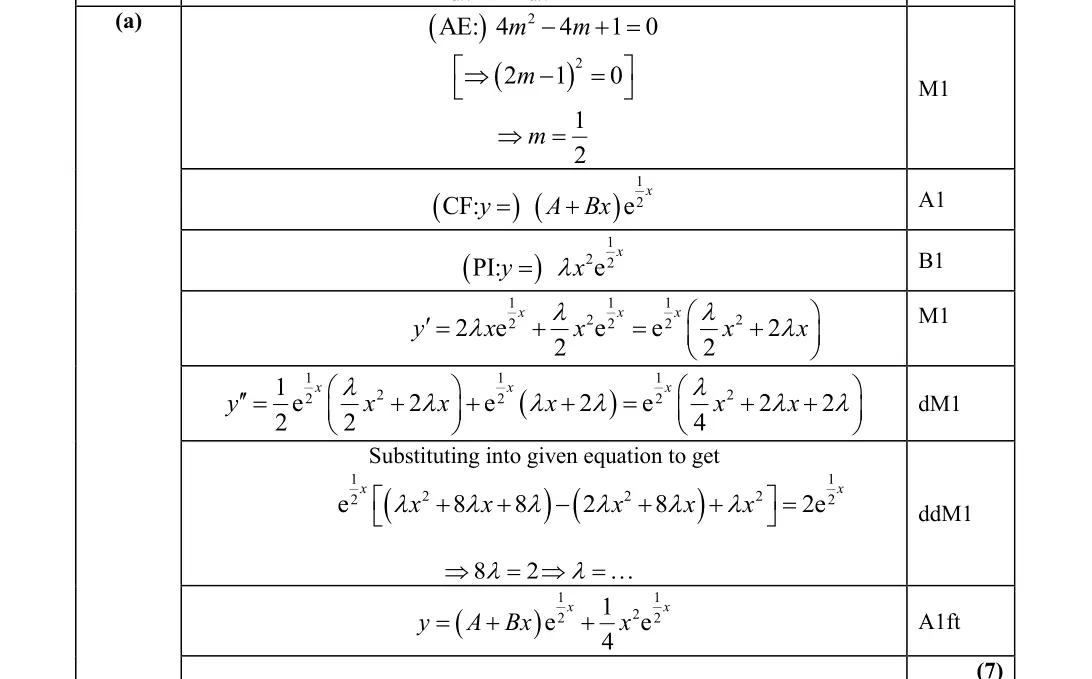 (a)
(AE:) 4m² − 4m + 1 = 0
[⇒ (2m − 1)² = 0]
M1
⇒ m = 1/2
(CF: y =) (A + Bx)e^(1/2 x)
A1
(PI: y =) λx²e^(1/2 x)
B1
y′ = 2λxe^(1/2 x) + λ/2 x²e^(1/2 x) = e^(1/2 x)(λ/2 x² + 2λx)
M1
y″ = 1/2 e^(1/2 x)(λ/2 x² + 2λx) + e^(1/2 x)(λx + 2λ) = e^(1/2 x)(λ/4 x² + 2λx + 2λ)
dM1
Substituting into given equation to get
e^(1/2 x)[(λx² + 8λx + 8λ) − (2λx² + 8λx) + λx²] = 2e^(1/2 x)
ddM1
⇒ 8λ = 2 ⇒ λ = …
y = (A + Bx)e^(1/2 x) + 1/4 x²e^(1/2 x)
A1ft
(7)